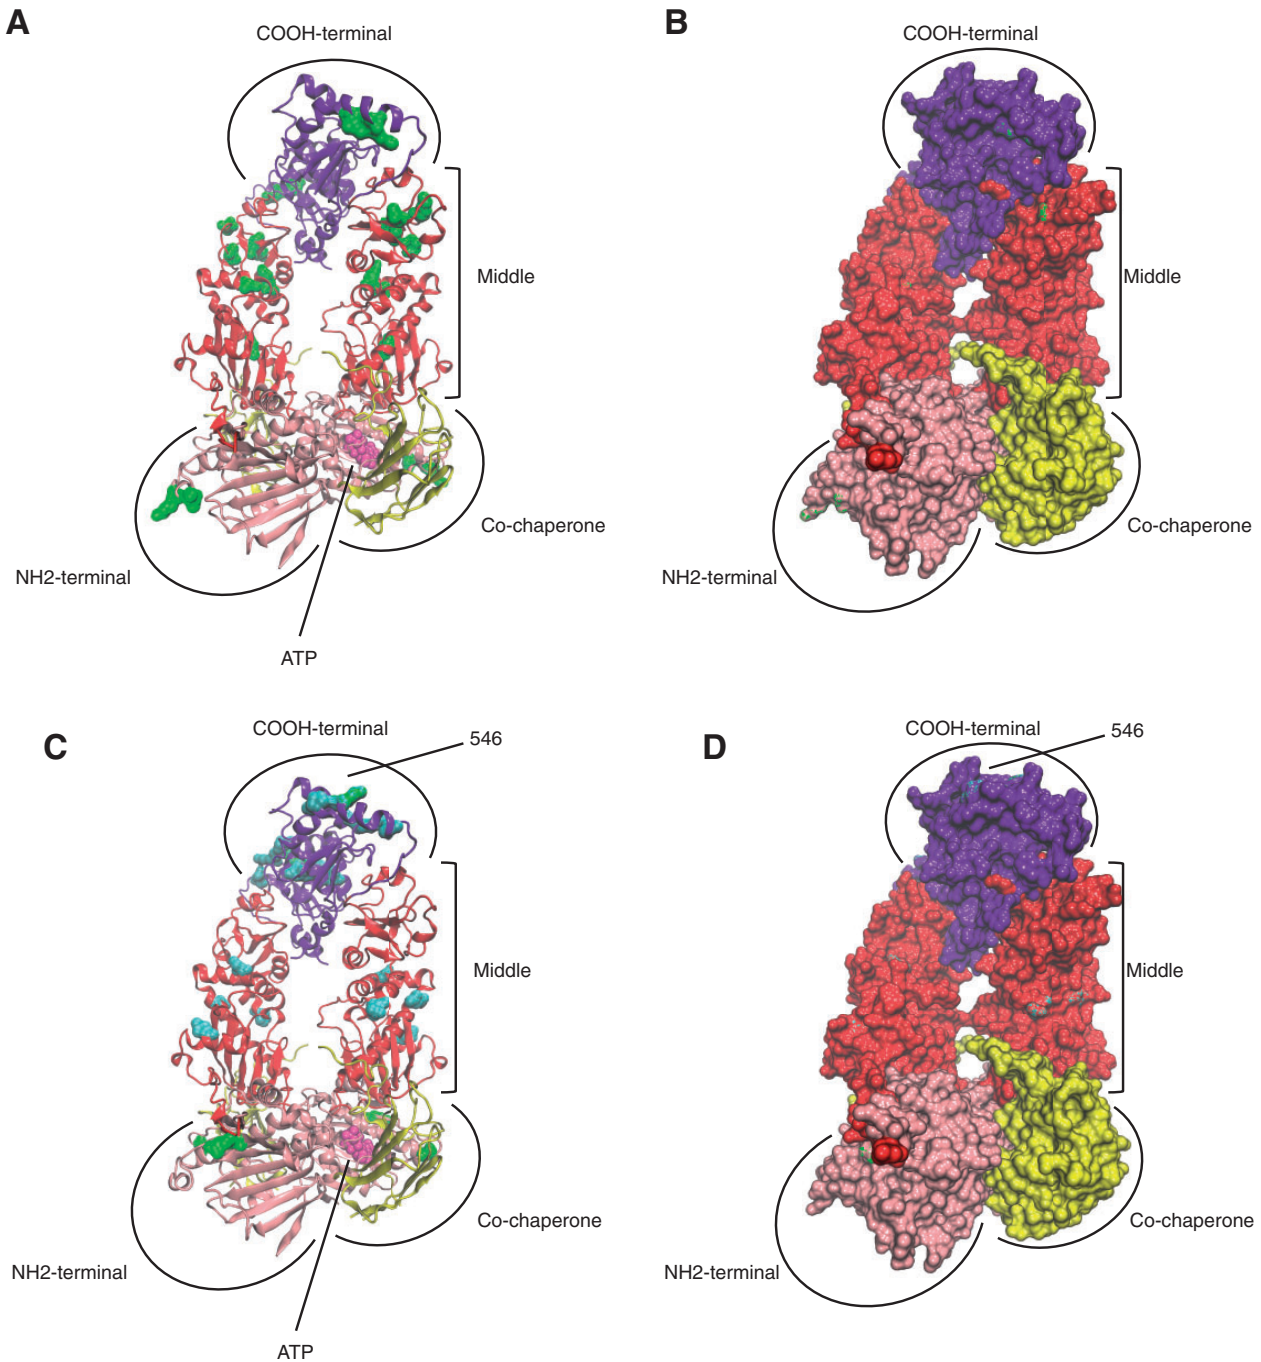 A
COOH-terminal
Middle
Co-chaperone
NH2-terminal
ATP
B
COOH-terminal
Middle
Co-chaperone
NH2-terminal
C
COOH-terminal
546
Middle
Co-chaperone
NH2-terminal
ATP
D
COOH-terminal
546
Middle
Co-chaperone
NH2-terminal